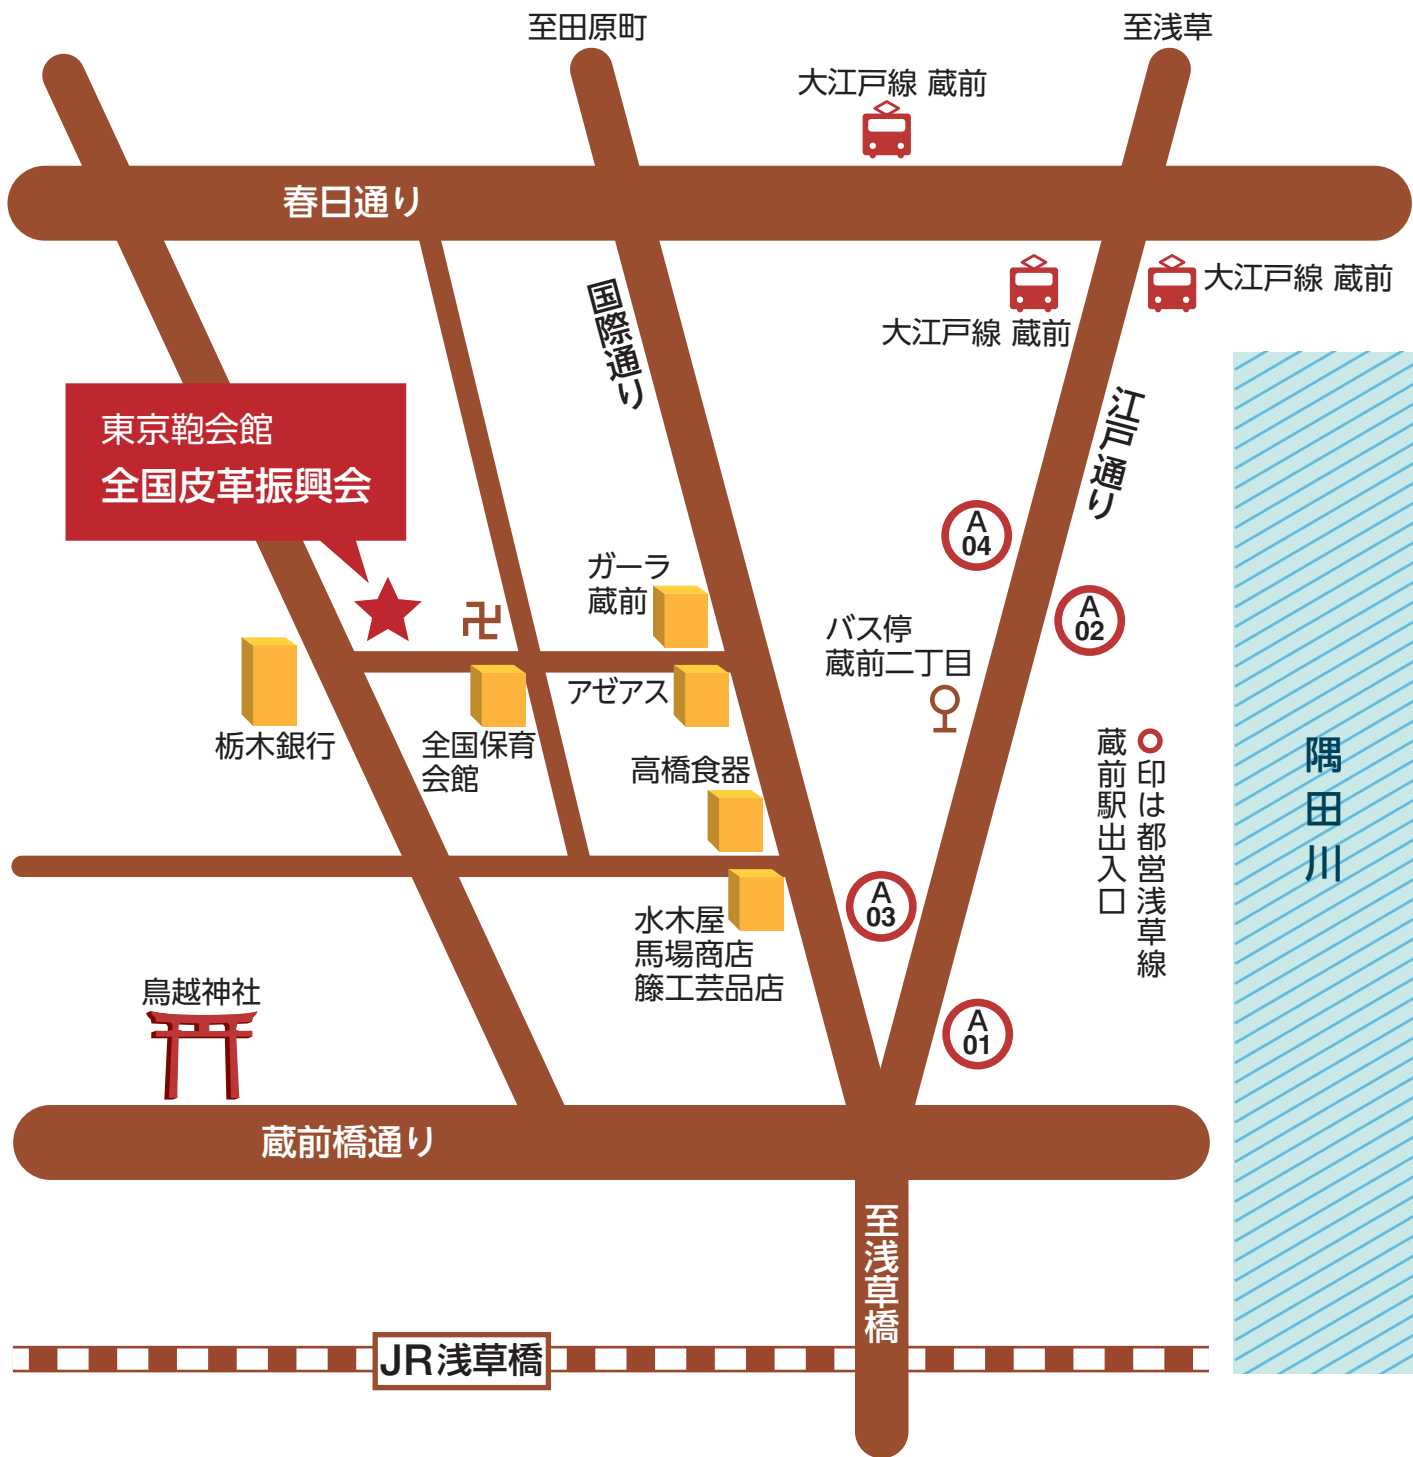 至田原町
至浅草
大江戸線 蔵前
春日通り
国際通り
大江戸線 蔵前
大江戸線 蔵前
江戸通り
東京鞄会館
全国皮革振興会
A
04
ガーラ
蔵前
A
02
バス停
蔵前二丁目
アゼアス
栃木銀行
全国保育
会館
高橋食器
印は都営浅草線
蔵前駅出入口
隅田川
A
03
水木屋
馬場商店
籐工芸品店
鳥越神社
A
01
蔵前橋通り
至浅草橋
JR浅草橋